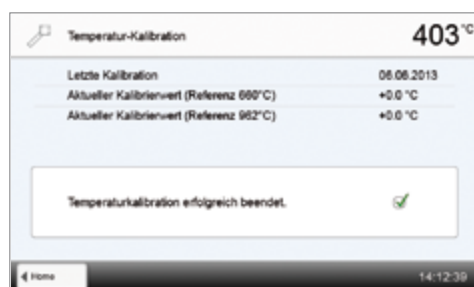 Temperatur-Kalibration 403°C
Letzte Kalibration 06.06.2013
Aktueller Kalibrierwert (Referenz 660°C) +0.0 °C
Aktueller Kalibrierwert (Referenz 962°C) +0.0 °C
Temperaturkalibration erfolgreich beendet.
Home 14:12:39